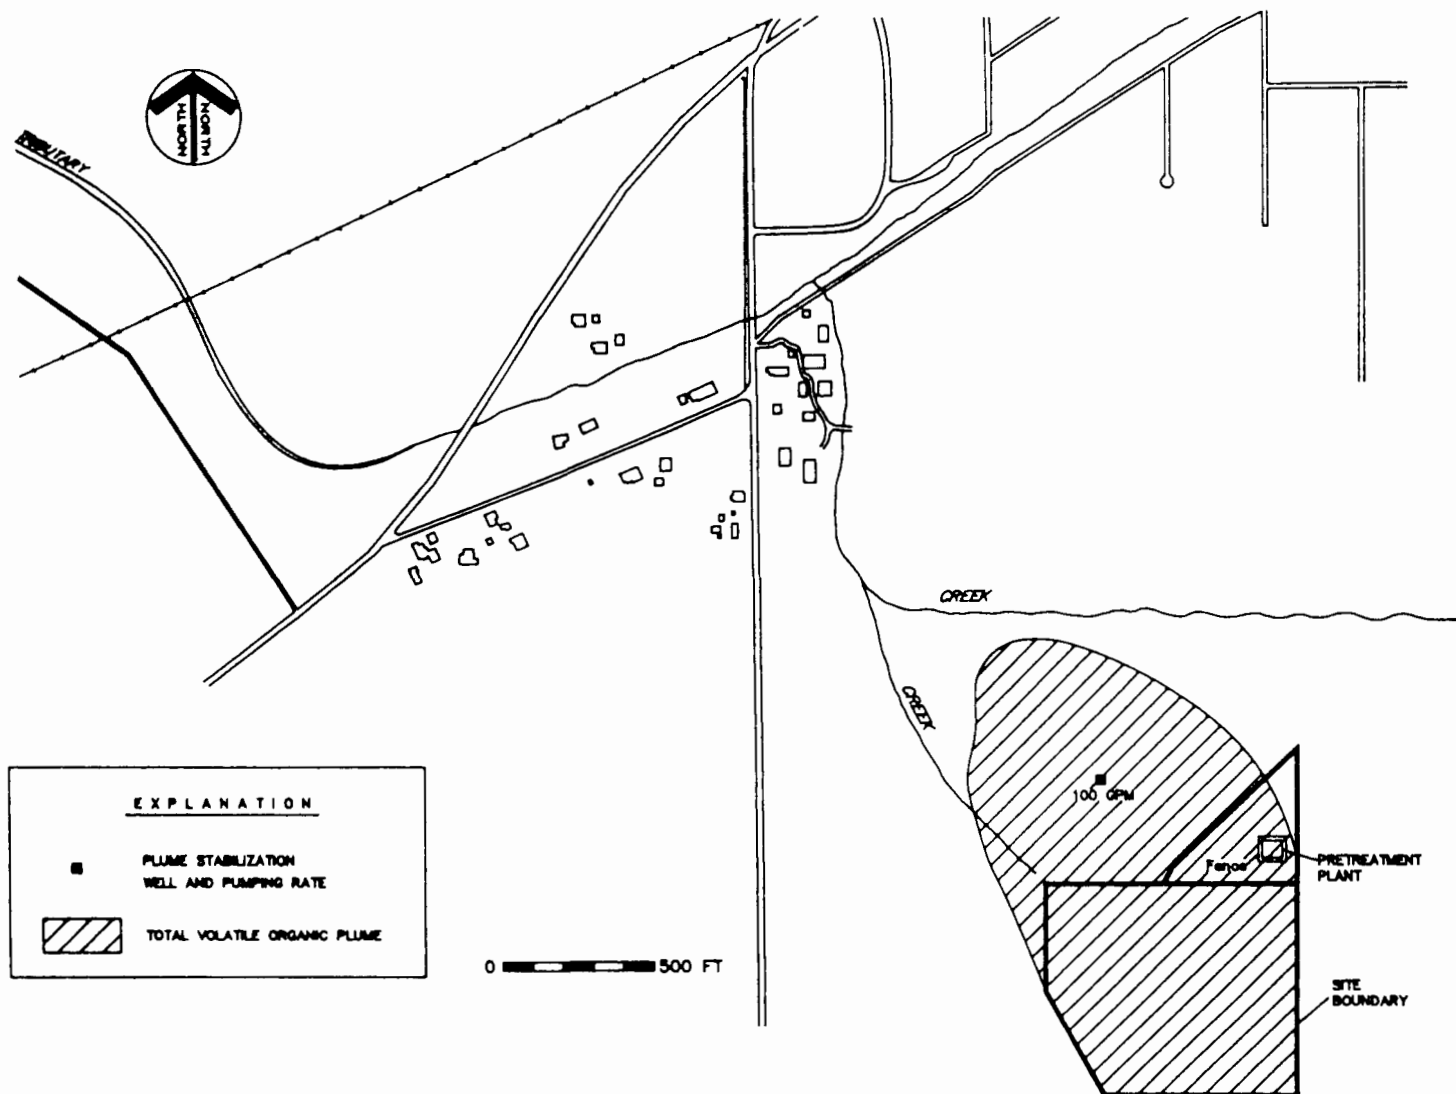 NORTH
NORTH
TRIBUTARY
CREEK
CREEK
100 GPM
Fence
PRETREATMENT
PLANT
EXPLANATION
PLUME STABILIZATION
WELL AND PUMPING RATE
TOTAL VOLATILE ORGANIC PLUME
0 500 FT
SITE
BOUNDARY